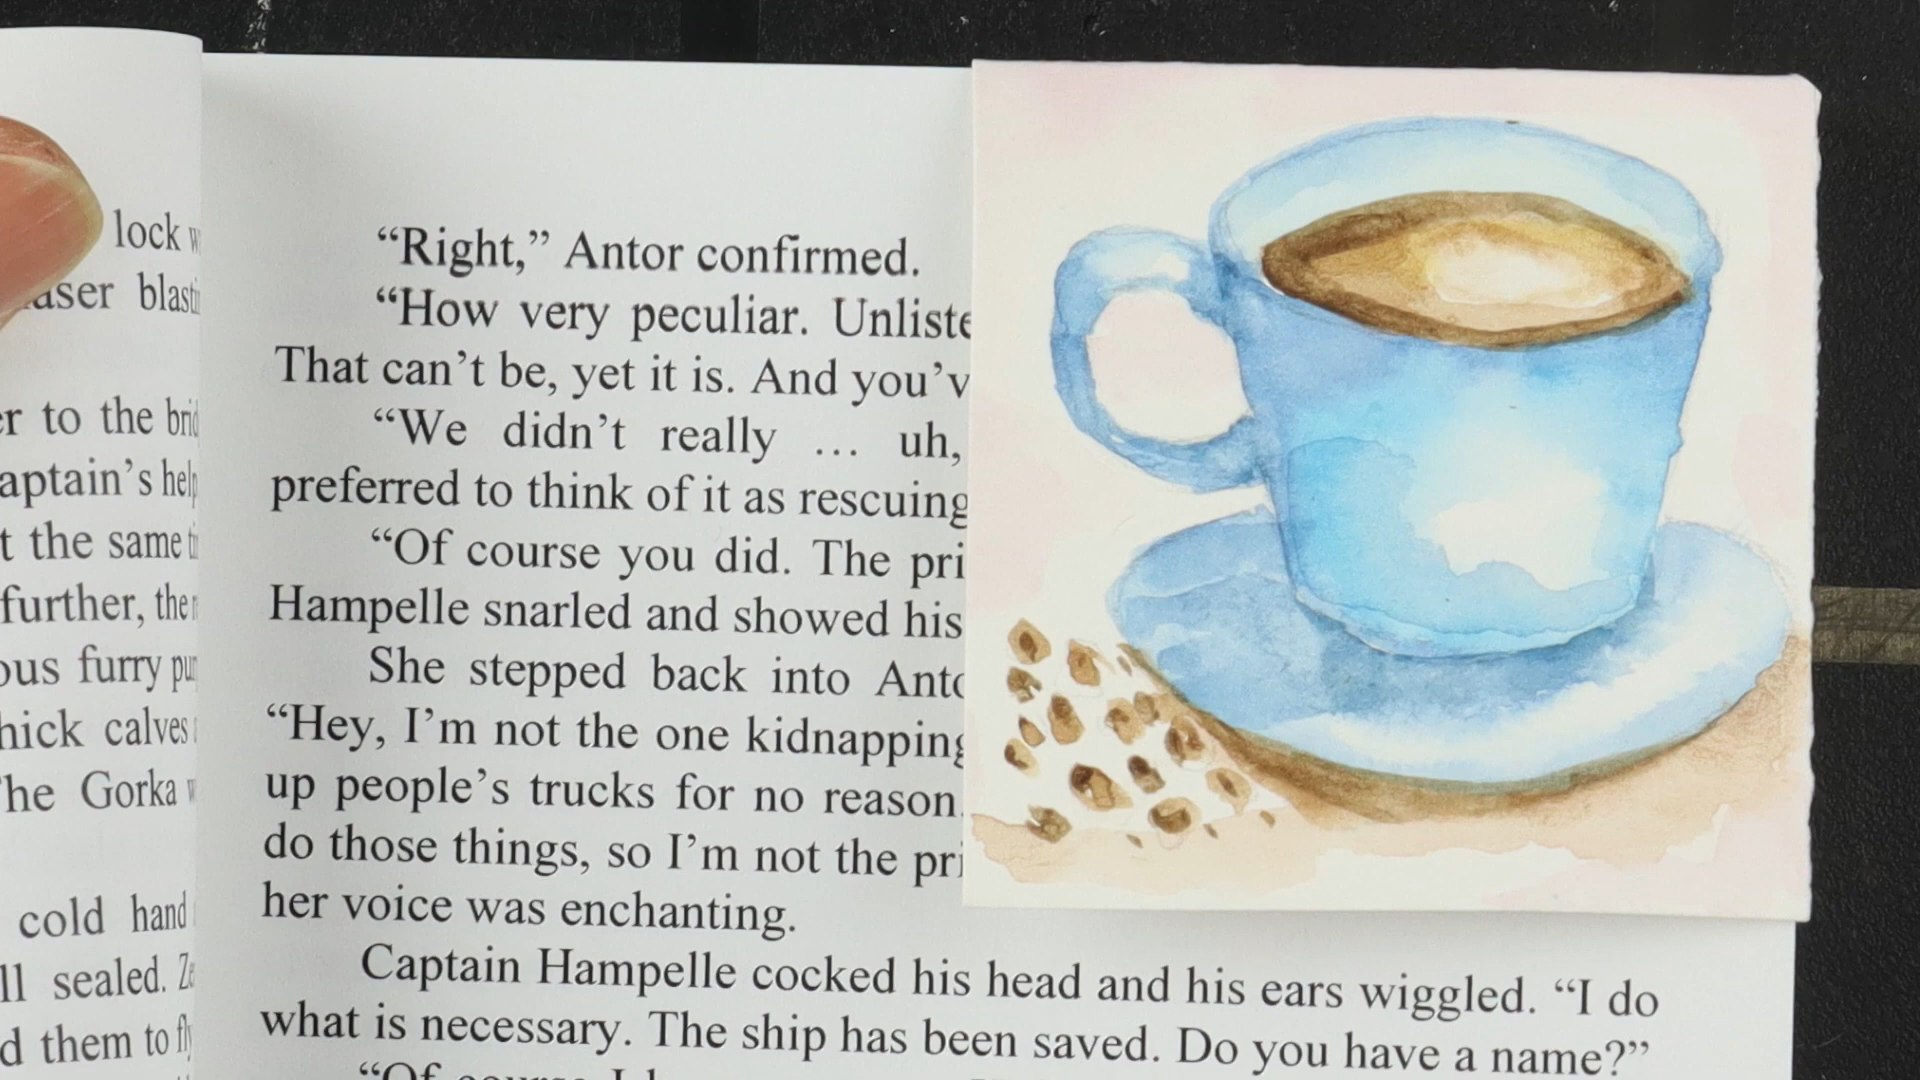 lock
blast
er to the
aptain's help
t the same
further, the
ous furry
hick calves
The Gorka
cold hand
ll sealed.
d them to fly
"Right," Antor confirmed.
"How very peculiar. Unliste
That can't be, yet it is. And you'v
"We didn't really … uh,
preferred to think of it as rescuing
"Of course you did. The pri
Hampelle snarled and showed his
She stepped back into Anto
"Hey, I'm not the one kidnapping
up people's trucks for no reason.
do those things, so I'm not the pri
her voice was enchanting.
Captain Hampelle cocked his head and his ears wiggled. "I do
what is necessary. The ship has been saved. Do you have a name?"